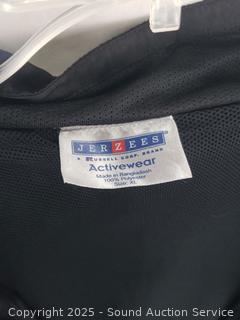 JERZEES
A RUSSELL CORP. BRAND
Activewear
Made in Bangladesh
100% Polyester
Size: XL
Copyright 2025 - Sound Auction Service